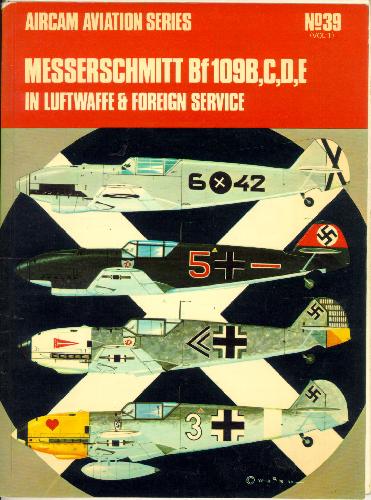 AIRCAM AVIATION SERIES
Nº39
(VOL 1)
MESSERSCHMITT Bf 109B,C,D,E
IN LUFTWAFFE & FOREIGN SERVICE
6 42
5
3